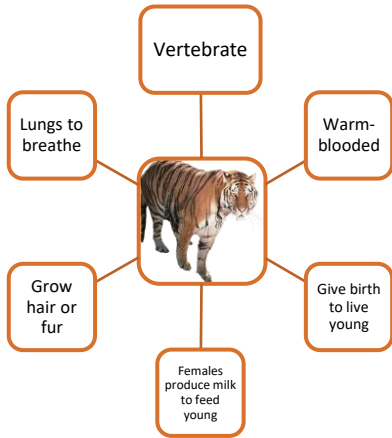 Vertebrate
Lungs to
breathe
Warm-
blooded
Grow
hair or
fur
Give birth
to live
young
Females
produce milk
to feed
young